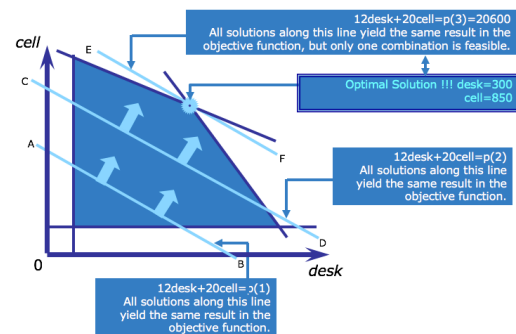 12desk+20cell=p(3)=20600
All solutions along this line yield the same result in the
objective function, but only one combination is feasible.
cell
E
Optimal Solution !!! desk=300
cell=850
C
A
F
12desk+20cell=p(2)
All solutions along this line
yield the same result in the
objective function.
D
0
B
desk
12desk+20cell=p(1)
All solutions along this line
yield the same result in the
objective function.